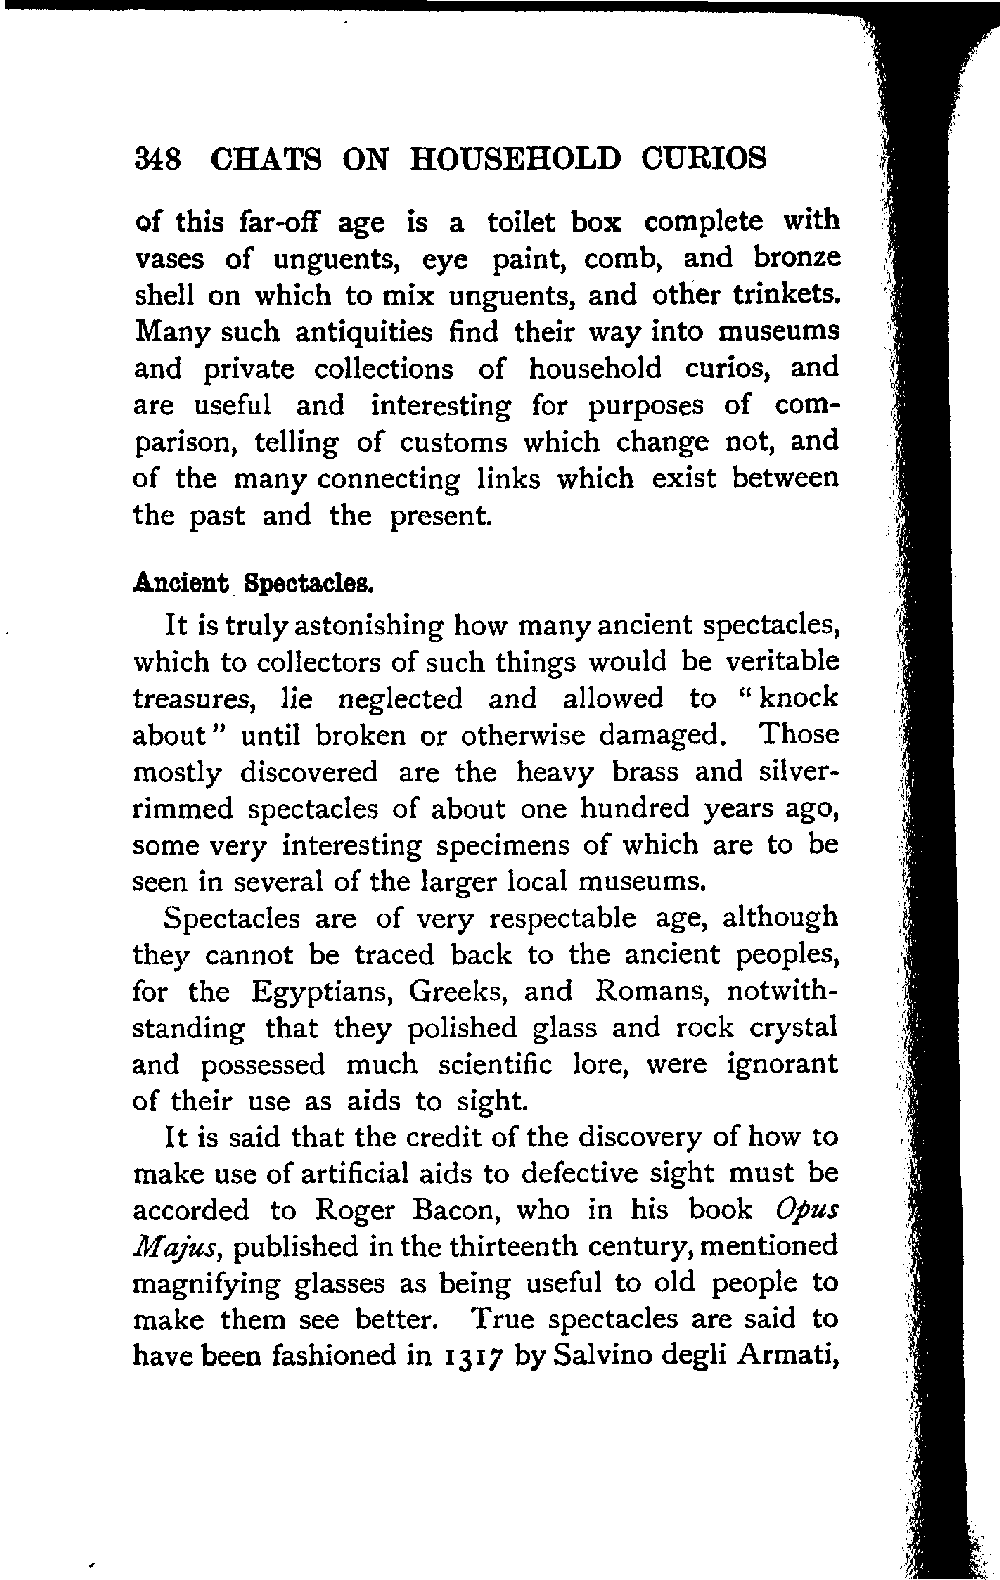 348 CHATS ON HOUSEHOLD CURIOS
of this far-off age is a toilet box complete with
vases of unguents, eye paint, comb, and bronze
shell on which to mix unguents, and other trinkets.
Many such antiquities find their way into museums
and private collections of household curios, and
are useful and interesting for purposes of com-
parison, telling of customs which change not, and
of the many connecting links which exist between
the past and the present.
Ancient Spectacles.
It is truly astonishing how many ancient spectacles,
which to collectors of such things would be veritable
treasures, lie neglected and allowed to “ knock
about ” until broken or otherwise damaged. Those
mostly discovered are the heavy brass and silver-
rimmed spectacles of about one hundred years ago,
some very interesting specimens of which are to be
seen in several of the larger local museums.
Spectacles are of very respectable age, although
they cannot be traced back to the ancient peoples,
for the Egyptians, Greeks, and Romans, notwith-
standing that they polished glass and rock crystal
and possessed much scientific lore, were ignorant
of their use as aids to sight.
It is said that the credit of the discovery of how to
make use of artificial aids to defective sight must be
accorded to Roger Bacon, who in his book Opus
Majus, published in the thirteenth century, mentioned
magnifying glasses as being useful to old people to
make them see better. True spectacles are said to
have been fashioned in 1317 by Salvino degli Armati,